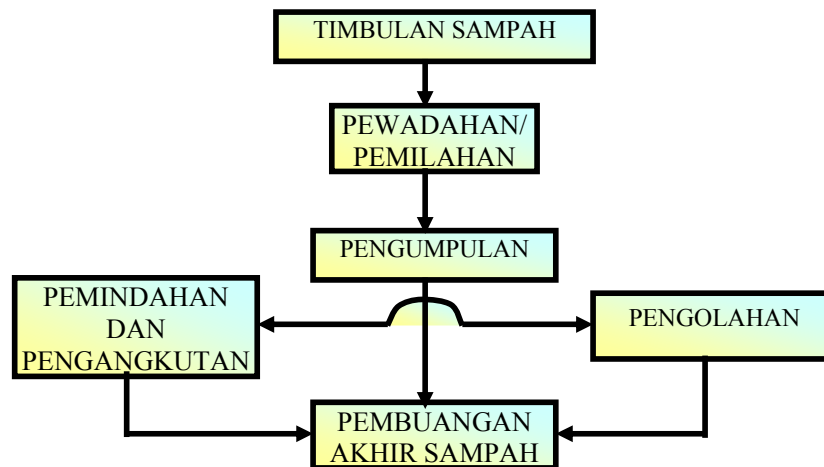 TIMBULAN SAMPAH
PEWADAHAN/
PEMILAHAN
PENGUMPULAN
PEMINDAHAN
DAN
PENGANGKUTAN
PENGOLAHAN
PEMBUANGAN
AKHIR SAMPAH